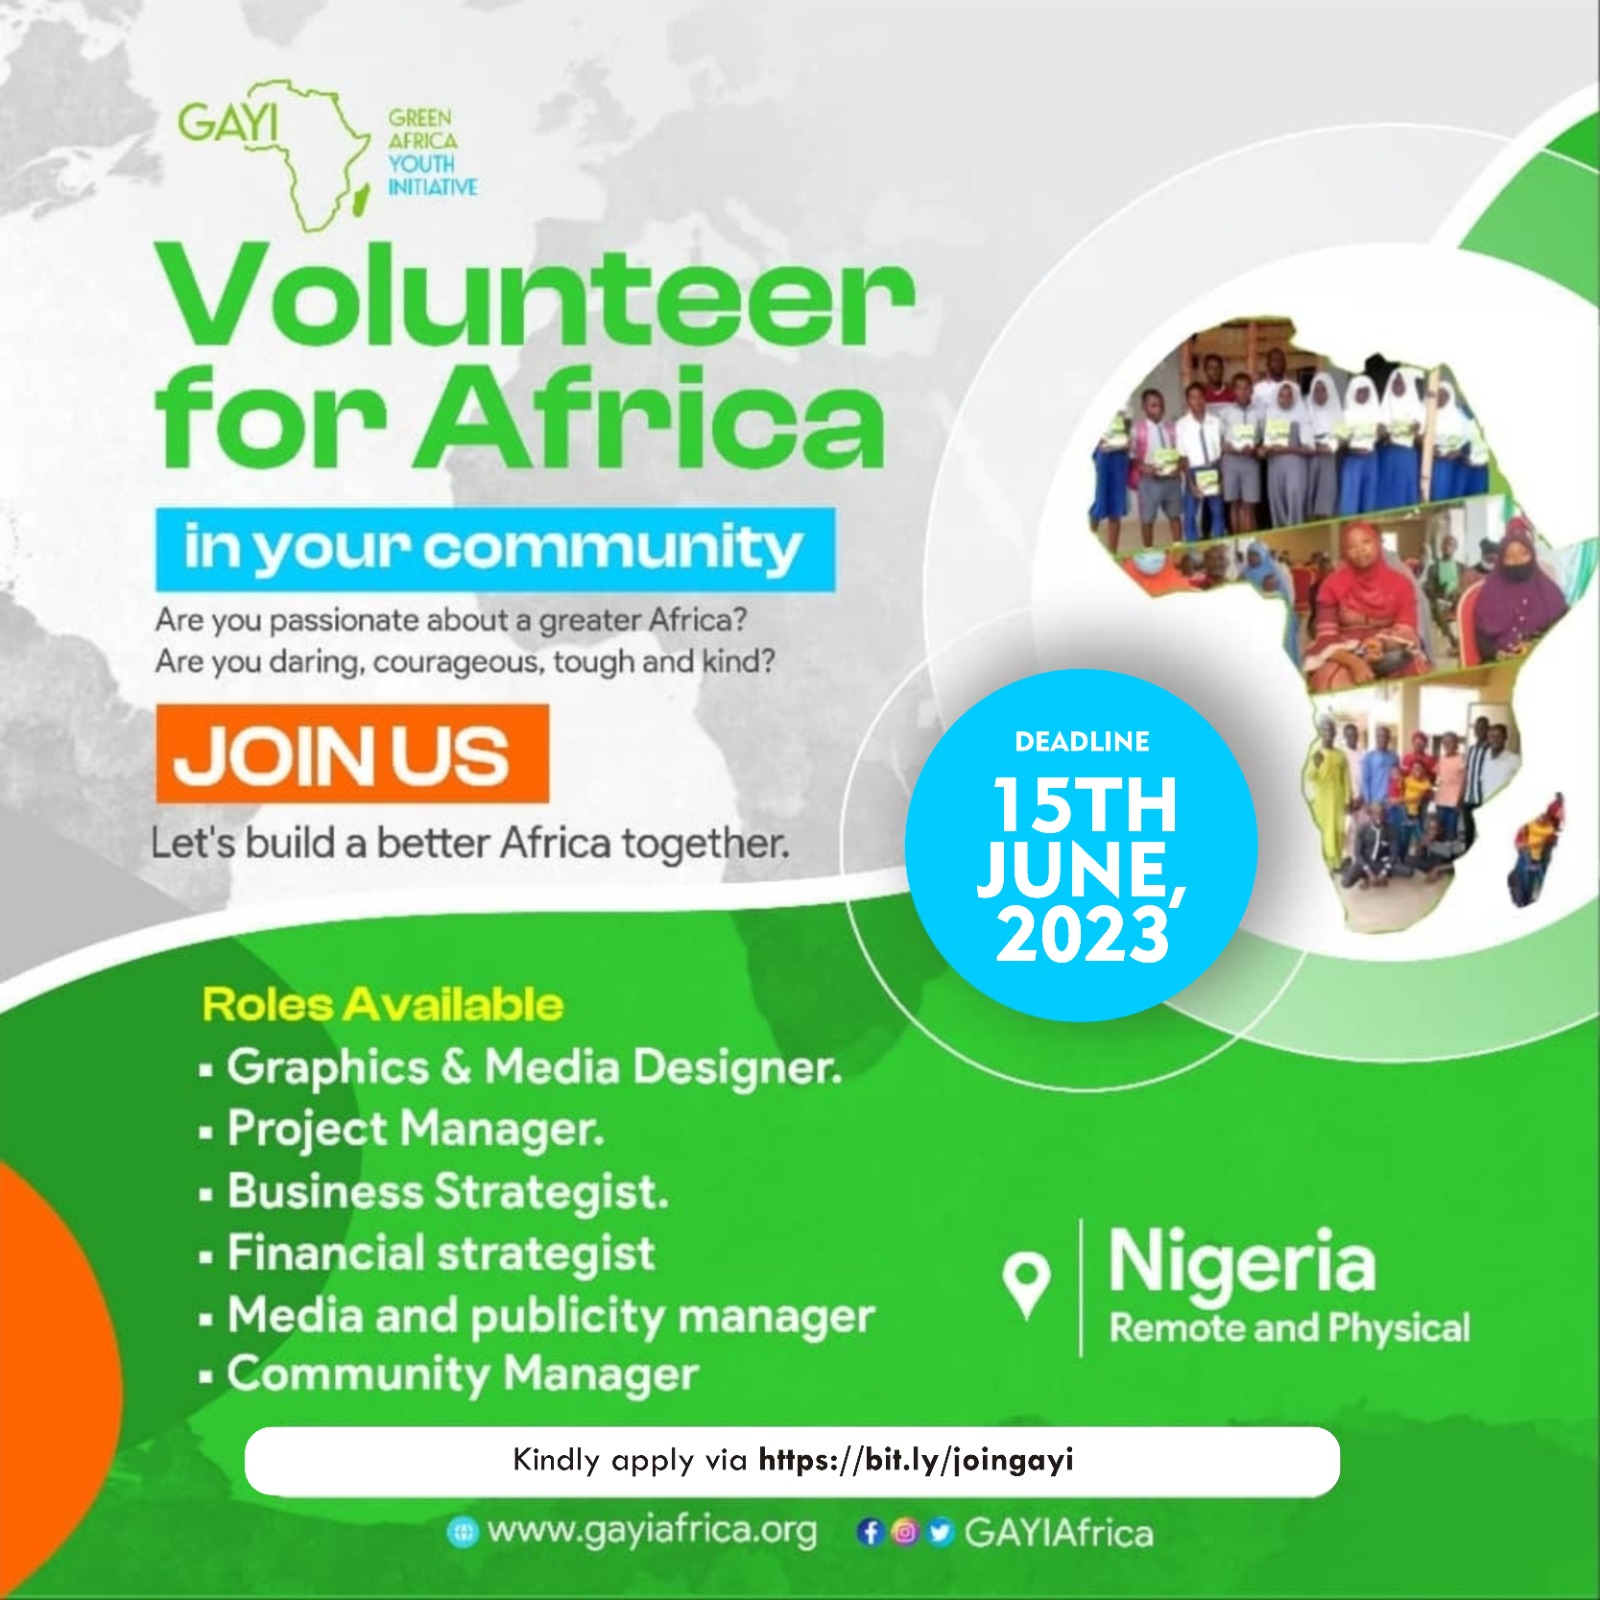 GAYI
GREEN
AFRICA
YOUTH
INITIATIVE
Volunteer
for Africa
in your community
Are you passionate about a greater Africa?
Are you daring, courageous, tough and kind?
JOIN US
Let's build a better Africa together.
DEADLINE
15TH
JUNE,
2023
Roles Available
▪ Graphics & Media Designer.
▪ Project Manager.
▪ Business Strategist.
▪ Financial strategist
▪ Media and publicity manager
▪ Community Manager
Nigeria
Remote and Physical
Kindly apply via https://bit.ly/joingayi
www.gayiafrica.org GAYIAfrica